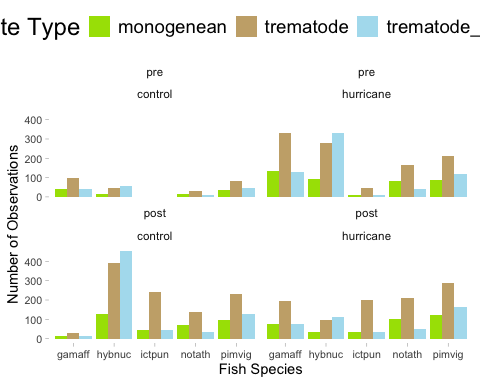 te Type monogenean trematode trematode_
pre pre
control hurricane
400
300
200
100
0
post post
control hurricane
400
300
200
100
0
Number of Observations
gamaff hybnuc ictpun notath pimvig gamaff hybnuc ictpun notath pimvig
Fish Species